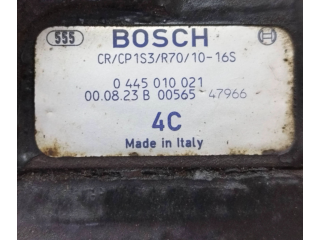 555 BOSCH
CR/CP1S3/R70/10-16S
0 445 010 021
00.08.23 B 00565 47966
4C
Made in Italy